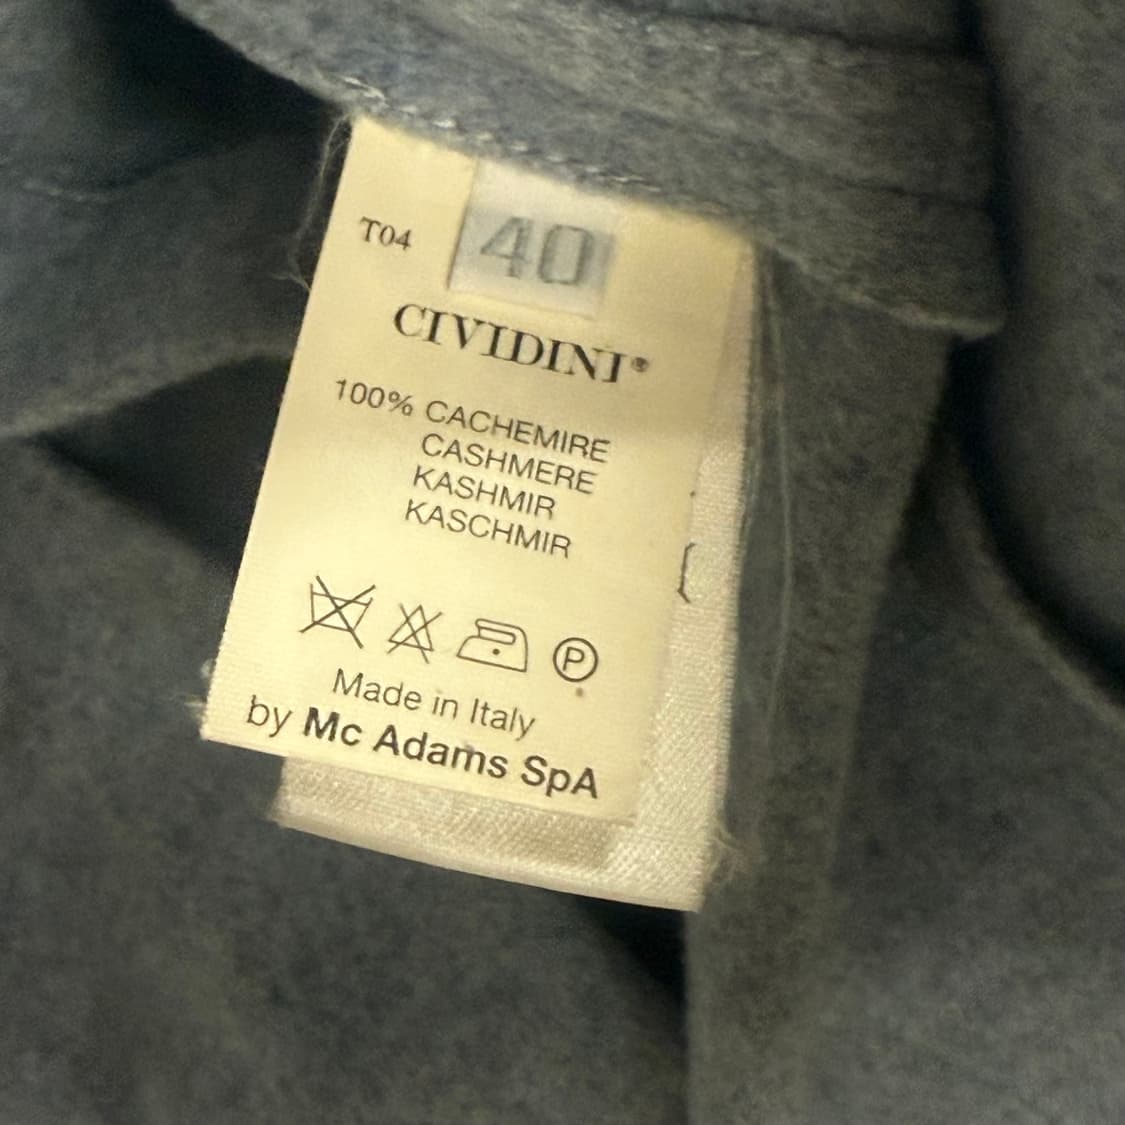 T04 40
CIVIDINI®
100% CACHEMIRE
CASHMERE
KASHMIR
KASCHMIR
P
Made in Italy
by Mc Adams SpA